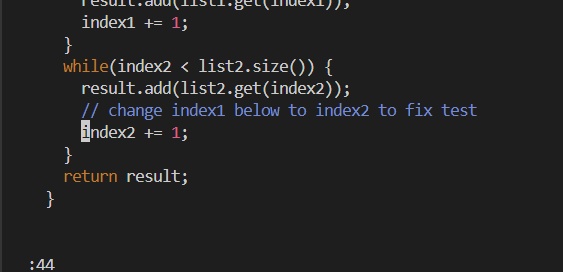 result.add(list1.get(index1));
index1 += 1;
}
while(index2 < list2.size()) {
result.add(list2.get(index2));
// change index1 below to index2 to fix test
index2 += 1;
}
return result;
}
:44